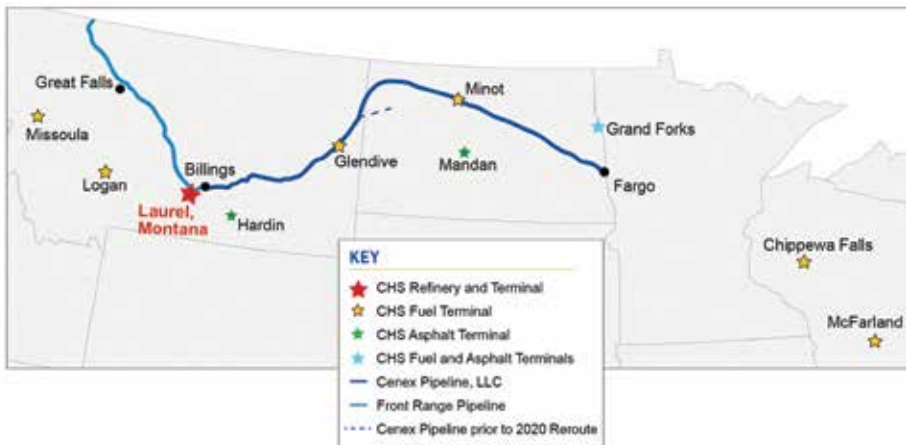 Great Falls
Minot
Missoula
Grand Forks
Glendive
Mandan
Logan
Billings
Fargo
Laurel,
Montana
Hardin
Chippewa Falls
McFarland
KEY
CHS Refinery and Terminal
CHS Fuel Terminal
CHS Asphalt Terminal
CHS Fuel and Asphalt Terminals
Cenex Pipeline, LLC
Front Range Pipeline
Cenex Pipeline prior to 2020 Reroute